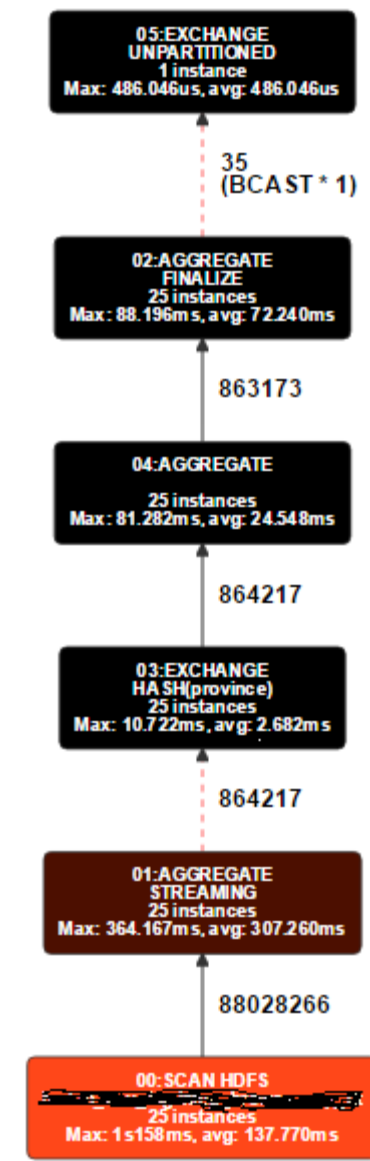 05:EXCHANGE
UNPARTITIONED
1 instance
Max: 486.046us, avg: 486.046us
35
(BCAST * 1)
02:AGGREGATE
FINALIZE
25 instances
Max: 88.196ms, avg: 72.240ms
863173
04:AGGREGATE
25 instances
Max: 81.282ms, avg: 24.548ms
864217
03:EXCHANGE
HASH(province)
25 instances
Max: 10.722ms, avg: 2.682ms
864217
01:AGGREGATE
STREAMING
25 instances
Max: 364.167ms, avg: 307.260ms
88028266
00:SCAN HDFS
25 instances
Max: 1s158ms, avg: 137.770ms